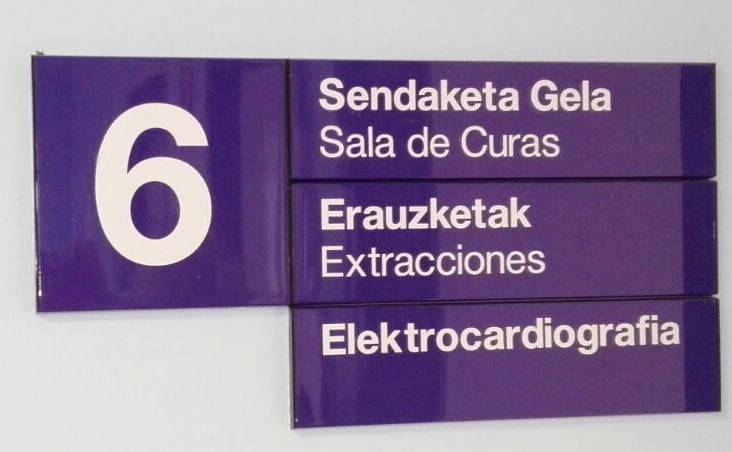 6
Sendaketa Gela
Sala de Curas
Erauzketak
Extracciones
Elektrocardiografia